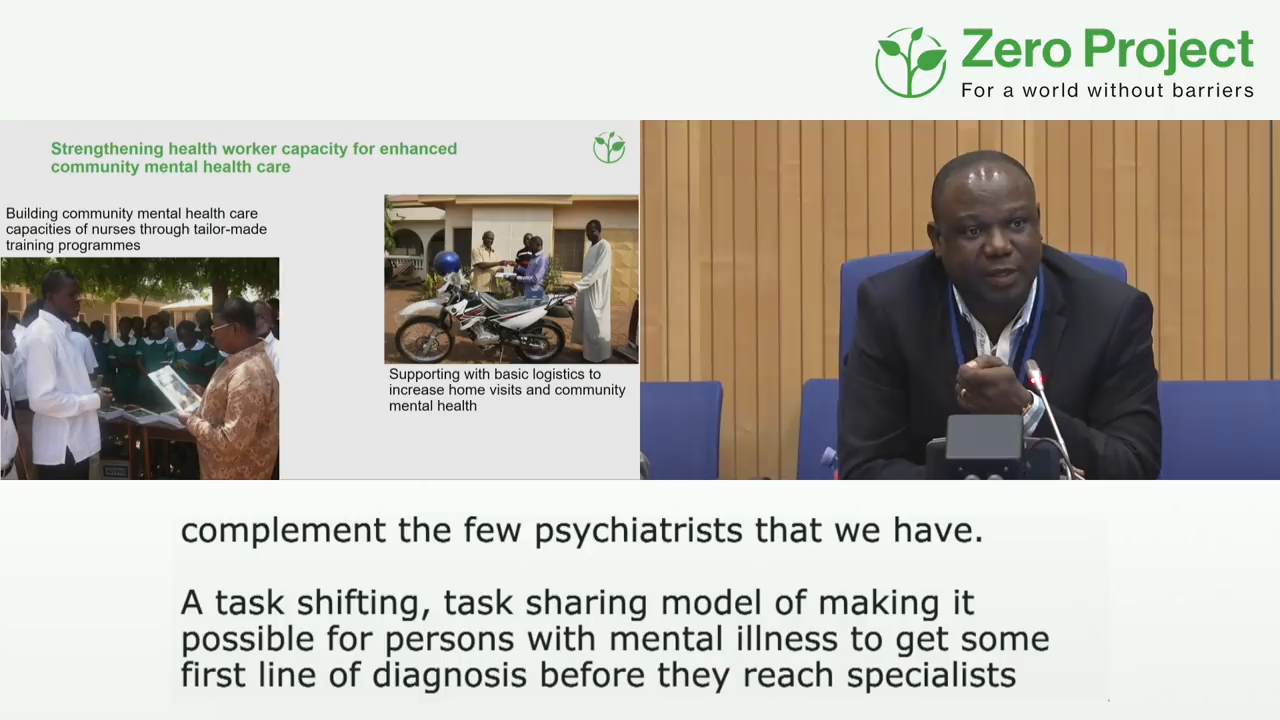 Zero Project
For a world without barriers
Strengthening health worker capacity for enhanced
community mental health care
Building community mental health care
capacities of nurses through tailor-made
training programmes
Supporting with basic logistics to
increase home visits and community
mental health
complement the few psychiatrists that we have.
A task shifting, task sharing model of making it
possible for persons with mental illness to get some
first line of diagnosis before they reach specialists